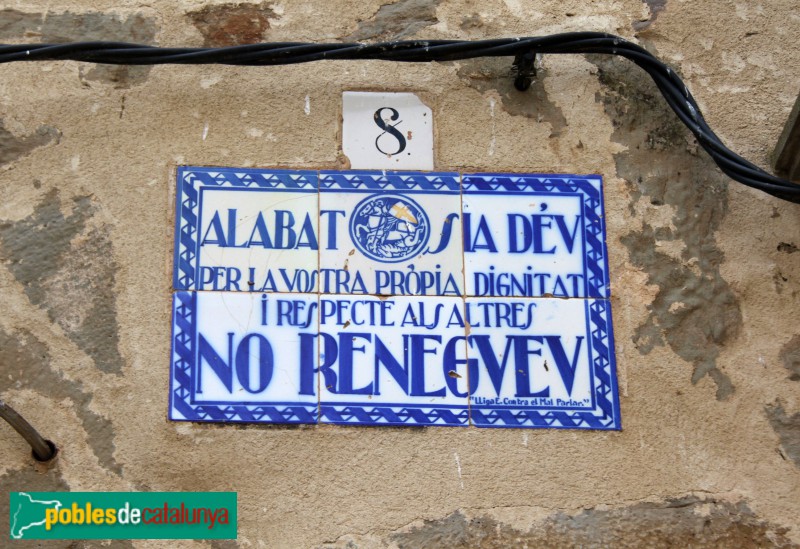 8
ALABAT SIA DÉV
PER LA VOSTRA PRÒPIA DIGNITAT
I RESPECTE ALS ALTRES
NO RENEGVEV
"LLIGA E. CONTRA EL MAL PARLAR."
poblesdecatalunya